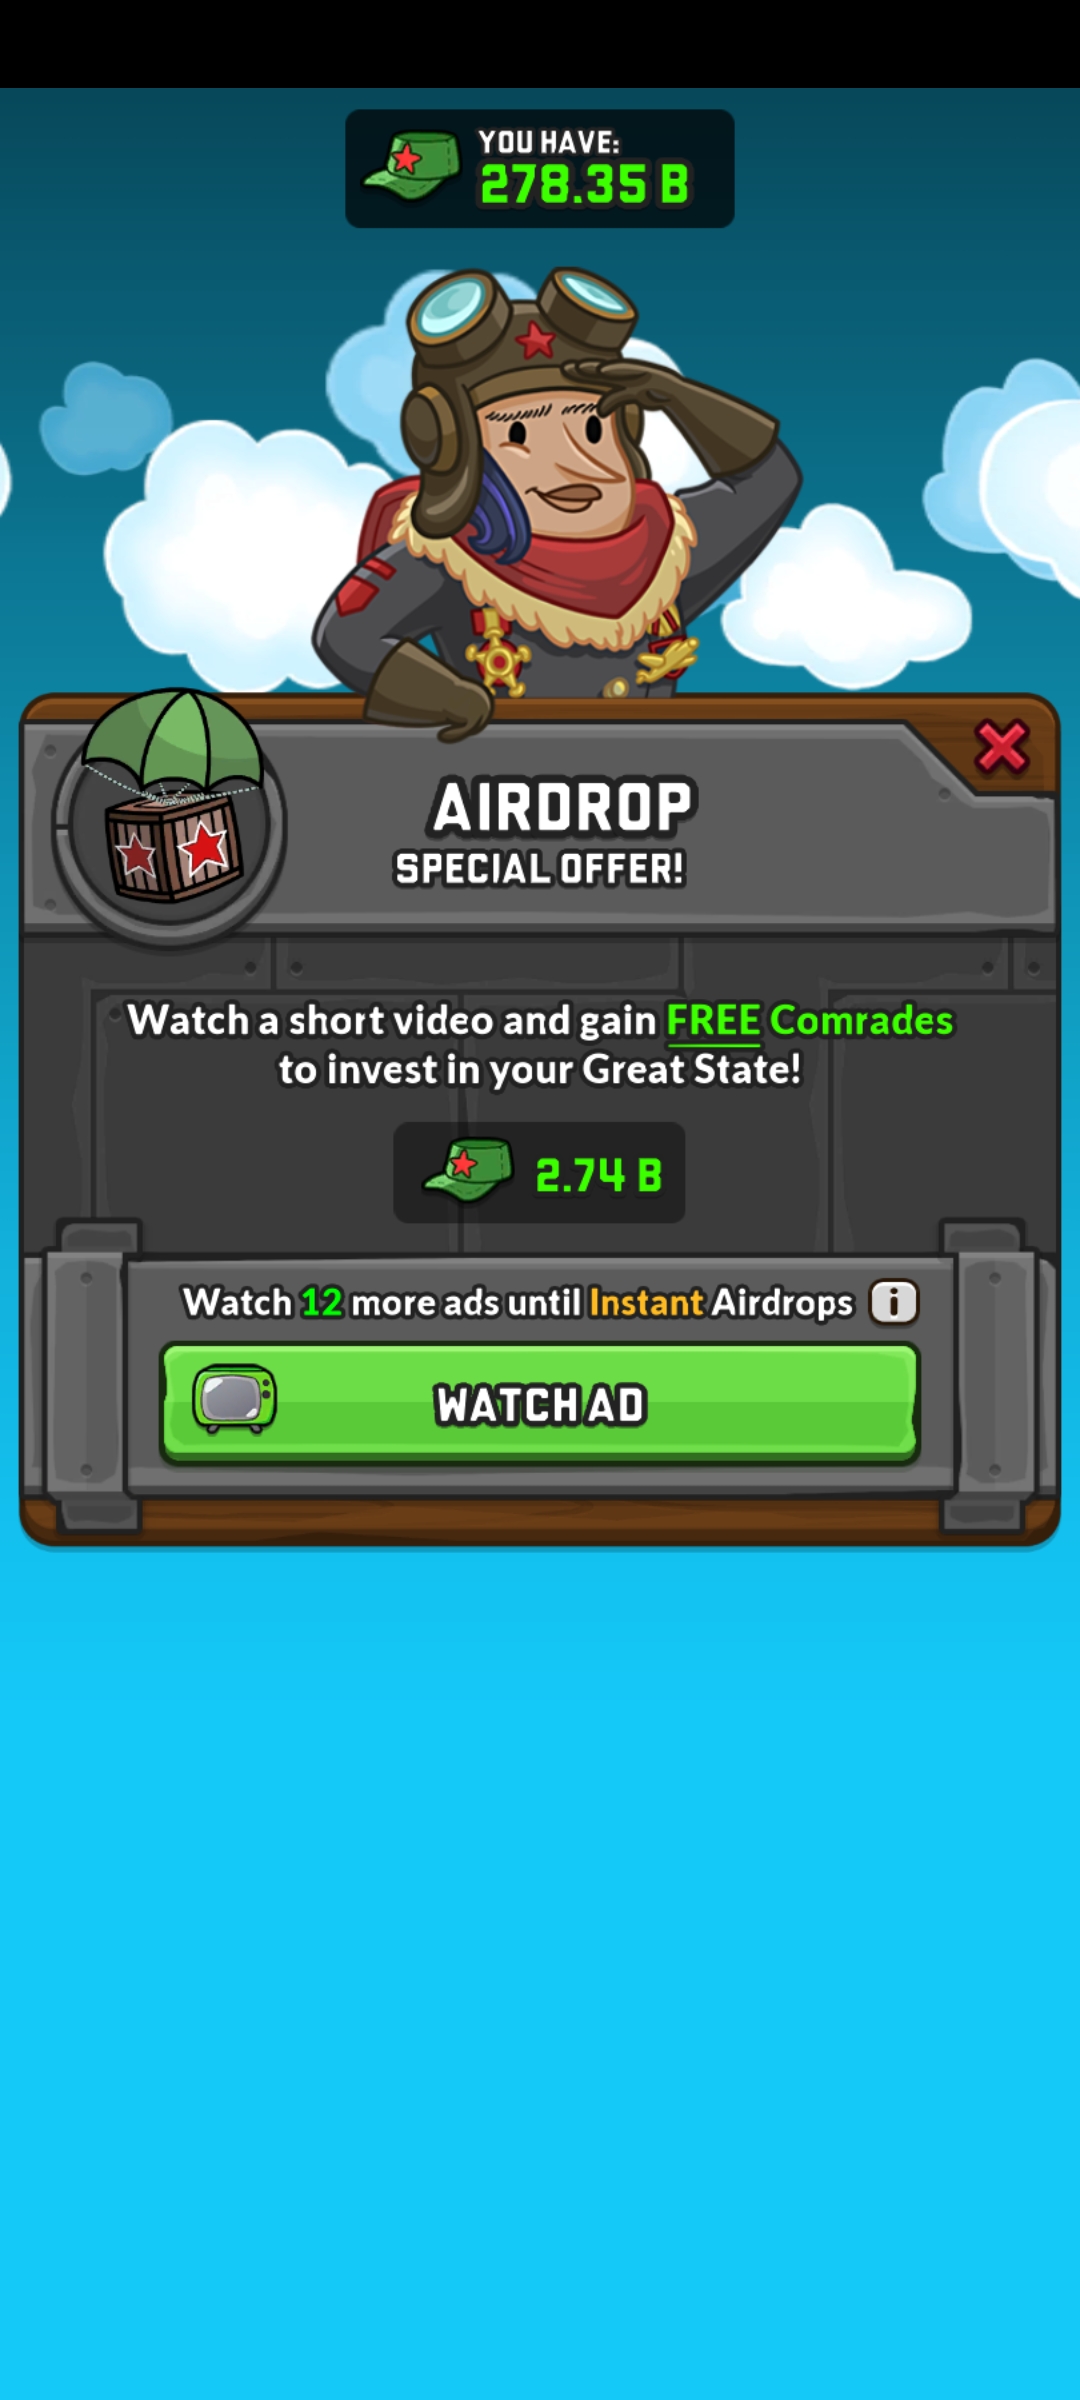 YOU HAVE:
278.35 B
AIRDROP
SPECIAL OFFER!
Watch a short video and gain FREE Comrades
to invest in your Great State!
2.74 B
Watch 12 more ads until Instant Airdrops i
WATCH AD